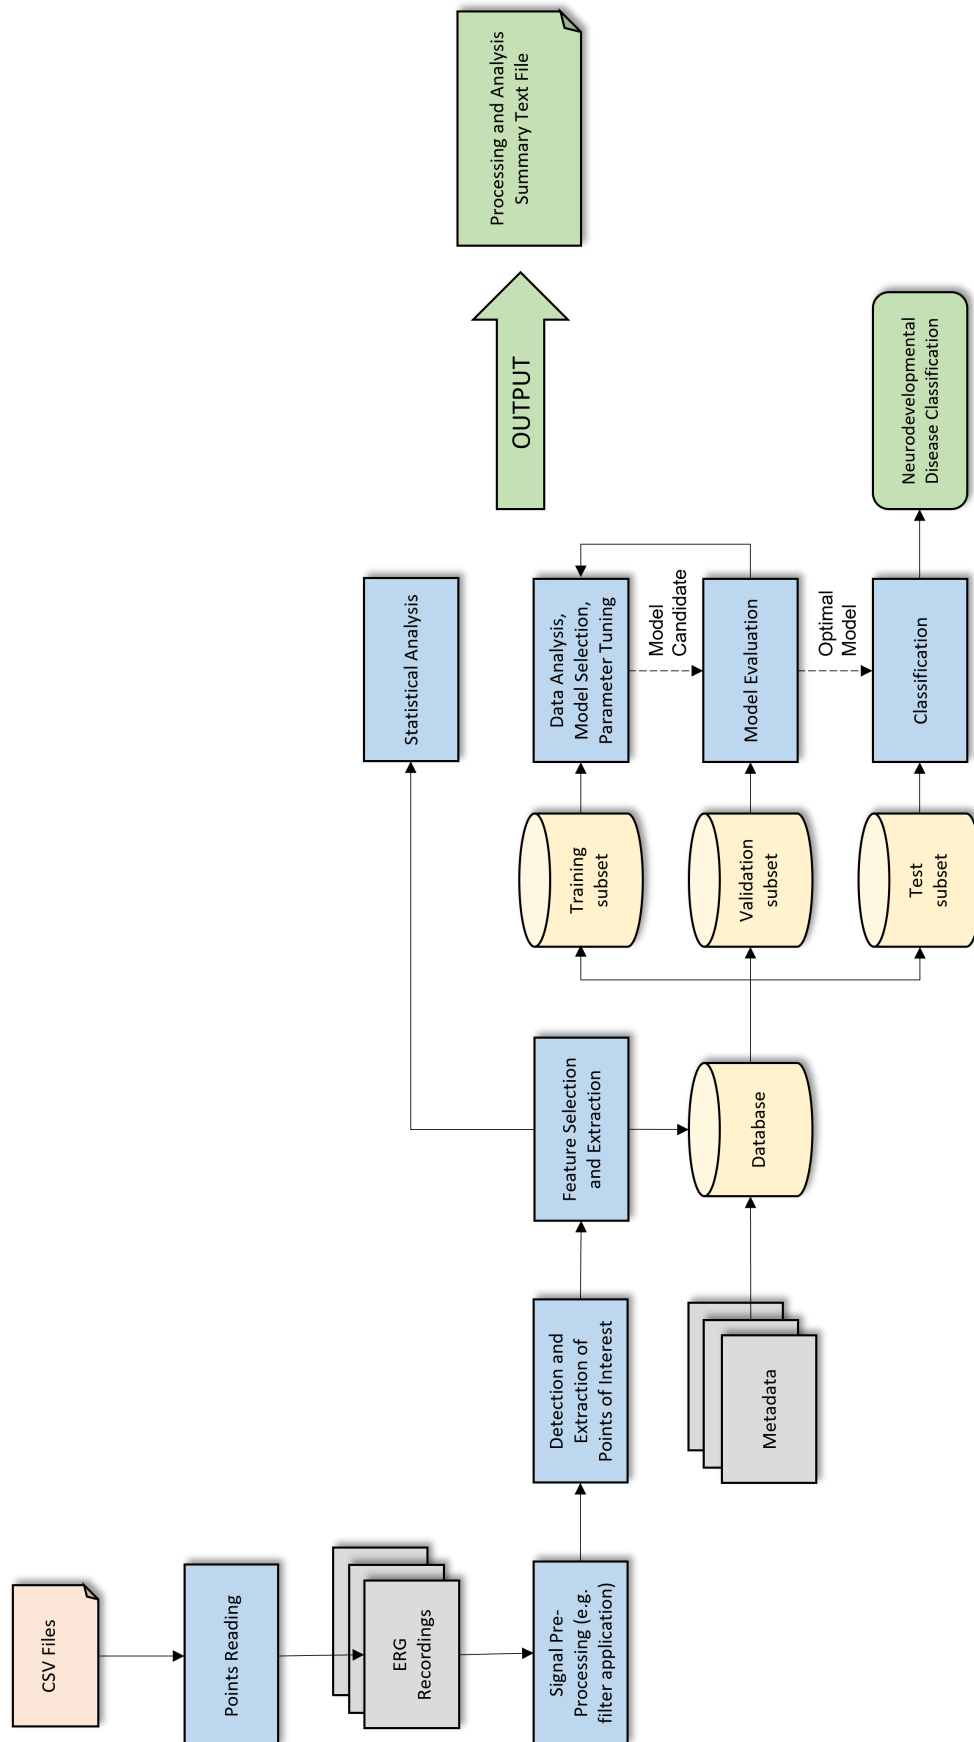 CSV Files
Points Reading
ERG
Recordings
Signal Pre-
Processing (e.g.
filter application)
Detection and
Extraction of
Points of Interest
Metadata
Feature Selection
and Extraction
Database
Statistical Analysis
Training
subset
Validation
subset
Test
subset
Data Analysis,
Model Selection,
Parameter Tuning
Model
Candidate
Model Evaluation
Optimal
Model
Classification
OUTPUT
Processing and Analysis
Summary Text File
Neurodevelopmental
Disease Classification